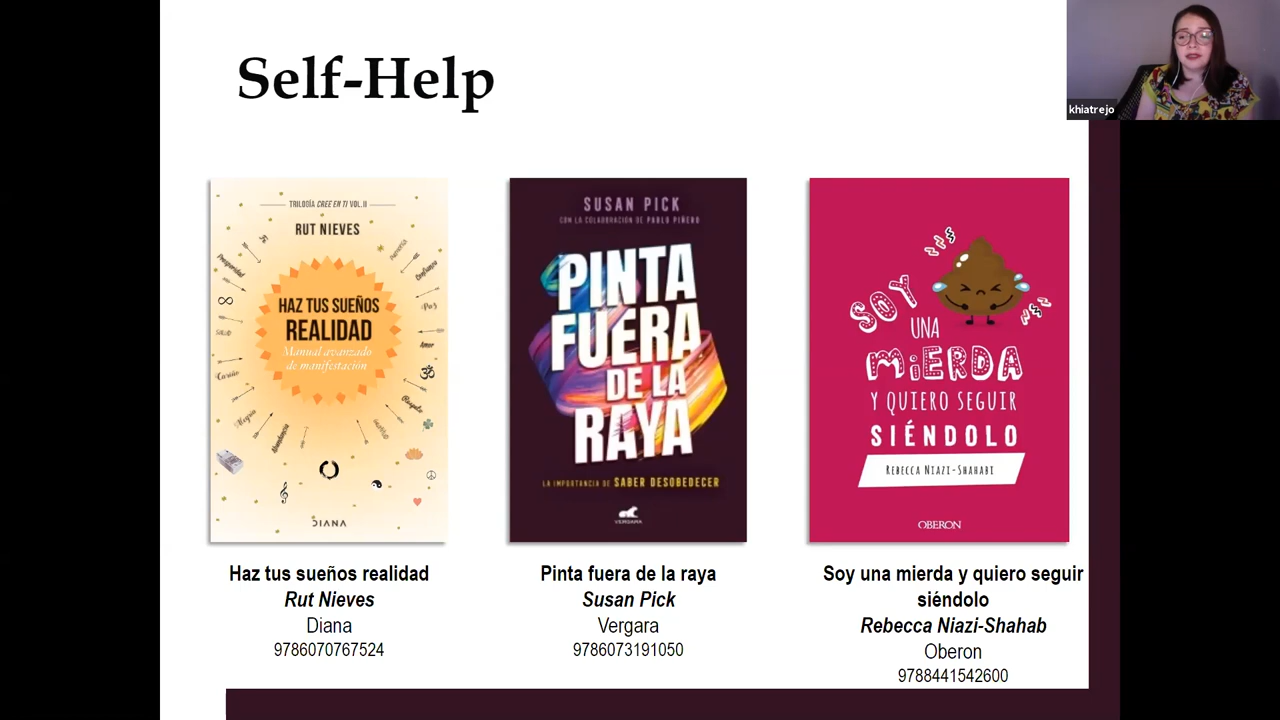 Self-Help
khiatrejo
TRILOGÍA CREE EN TI VOL.II
RUT NIEVES
Prosperidad
Armonía
Confianza
Paz
Amor
Salud
Cariño
Respeto
Alegría
Abundancia
HAZ TUS SUEÑOS
REALIDAD
Manual avanzado
de manifestación
DIANA
SUSAN PICK
CON LA COLABORACIÓN DE PABLO PIÑERO
PINTA
FUERA
DE LA
RAYA
LA IMPORTANCIA DE SABER DESOBEDECER
VERGARA
SOY
UNA
MiERDA
Y QUIERO SEGUIR
SIÉNDOLO
REBECCA NIAZI-SHAHABI
OBERON
Haz tus sueños realidad
Rut Nieves
Diana
9786070767524
Pinta fuera de la raya
Susan Pick
Vergara
9786073191050
Soy una mierda y quiero seguir
siéndolo
Rebecca Niazi-Shahab
Oberon
9788441542600